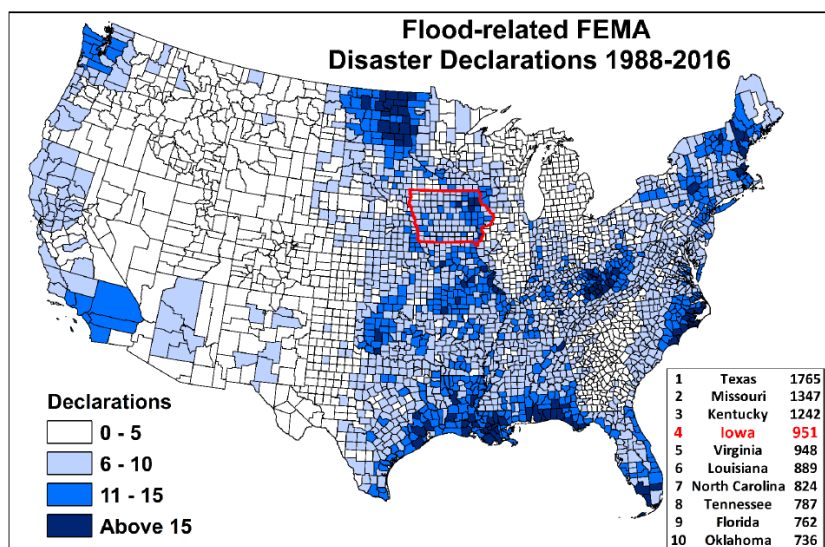 Flood-related FEMA
Disaster Declarations 1988-2016
Declarations
0 - 5
6 - 10
11 - 15
Above 15
1 Texas 1765
2 Missouri 1347
3 Kentucky 1242
4 Iowa 951
5 Virginia 948
6 Louisiana 889
7 North Carolina 824
8 Tennessee 787
9 Florida 762
10 Oklahoma 736